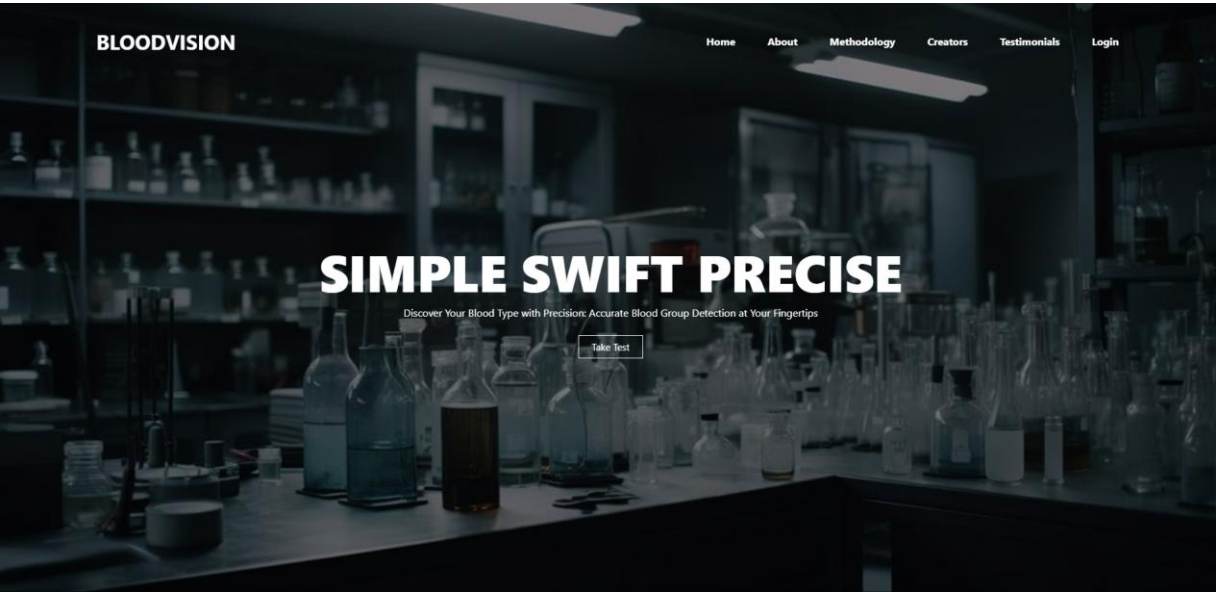 BLOODVISION
Home About Methodology Creators Testimonials Login
SIMPLE SWIFT PRECISE
Discover Your Blood Type with Precision: Accurate Blood Group Detection at Your Fingertips
Take Test